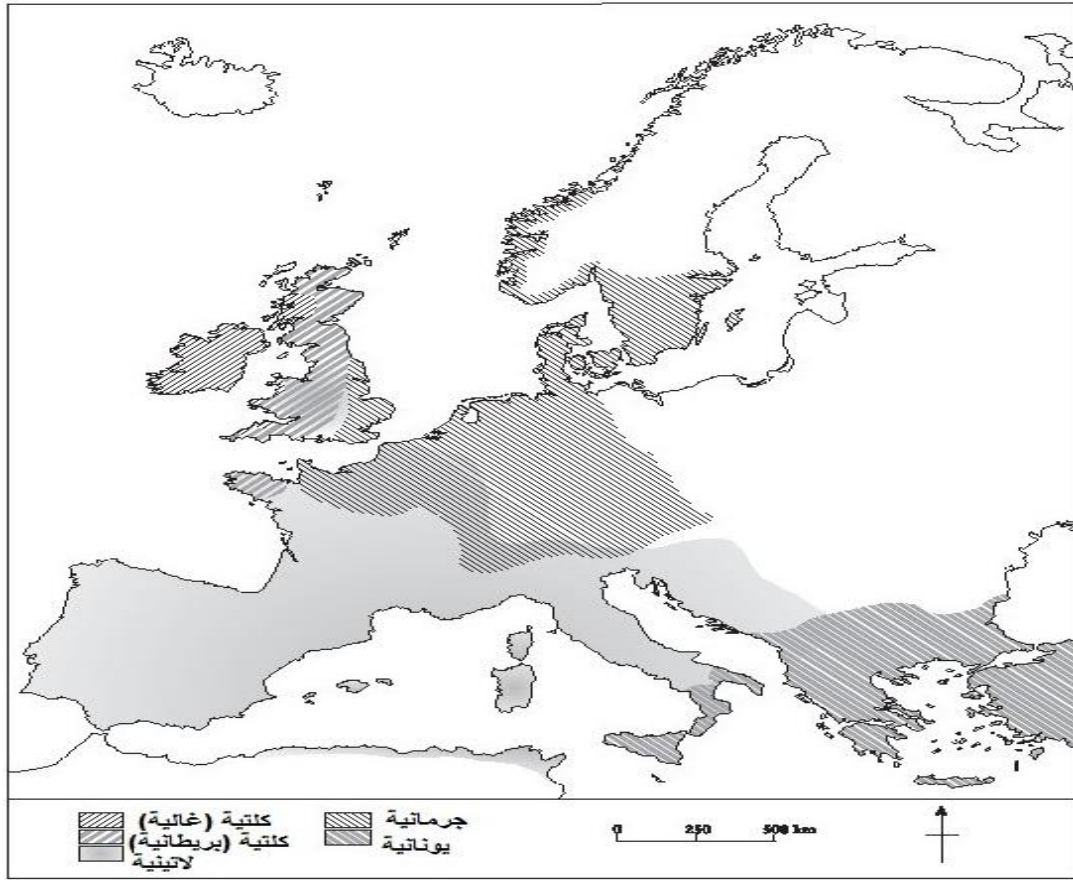 كلتية (غالية)
كلتية (بريطانية)
لاتينية
جرمانية
يونانية
0 250 500 km